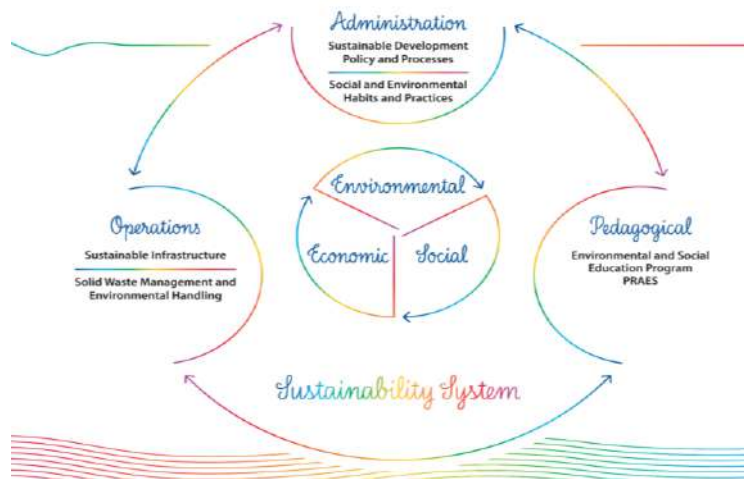 Administration
Sustainable Development
Policy and Processes
Social and Environmental
Habits and Practices
Environmental
Economic
Social
Operations
Sustainable Infrastructure
Solid Waste Management and
Environmental Handling
Pedagogical
Environmental and Social
Education Program
PRAES
Sustainability System